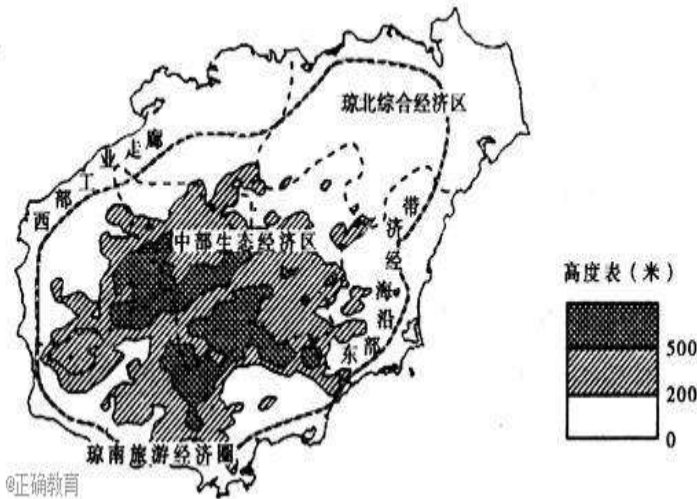 琼北综合经济区
西部工业走廊
中部生态经济区
东部沿海经济带
琼南旅游经济圈
高度表(米)
500
200
0
@正确教育